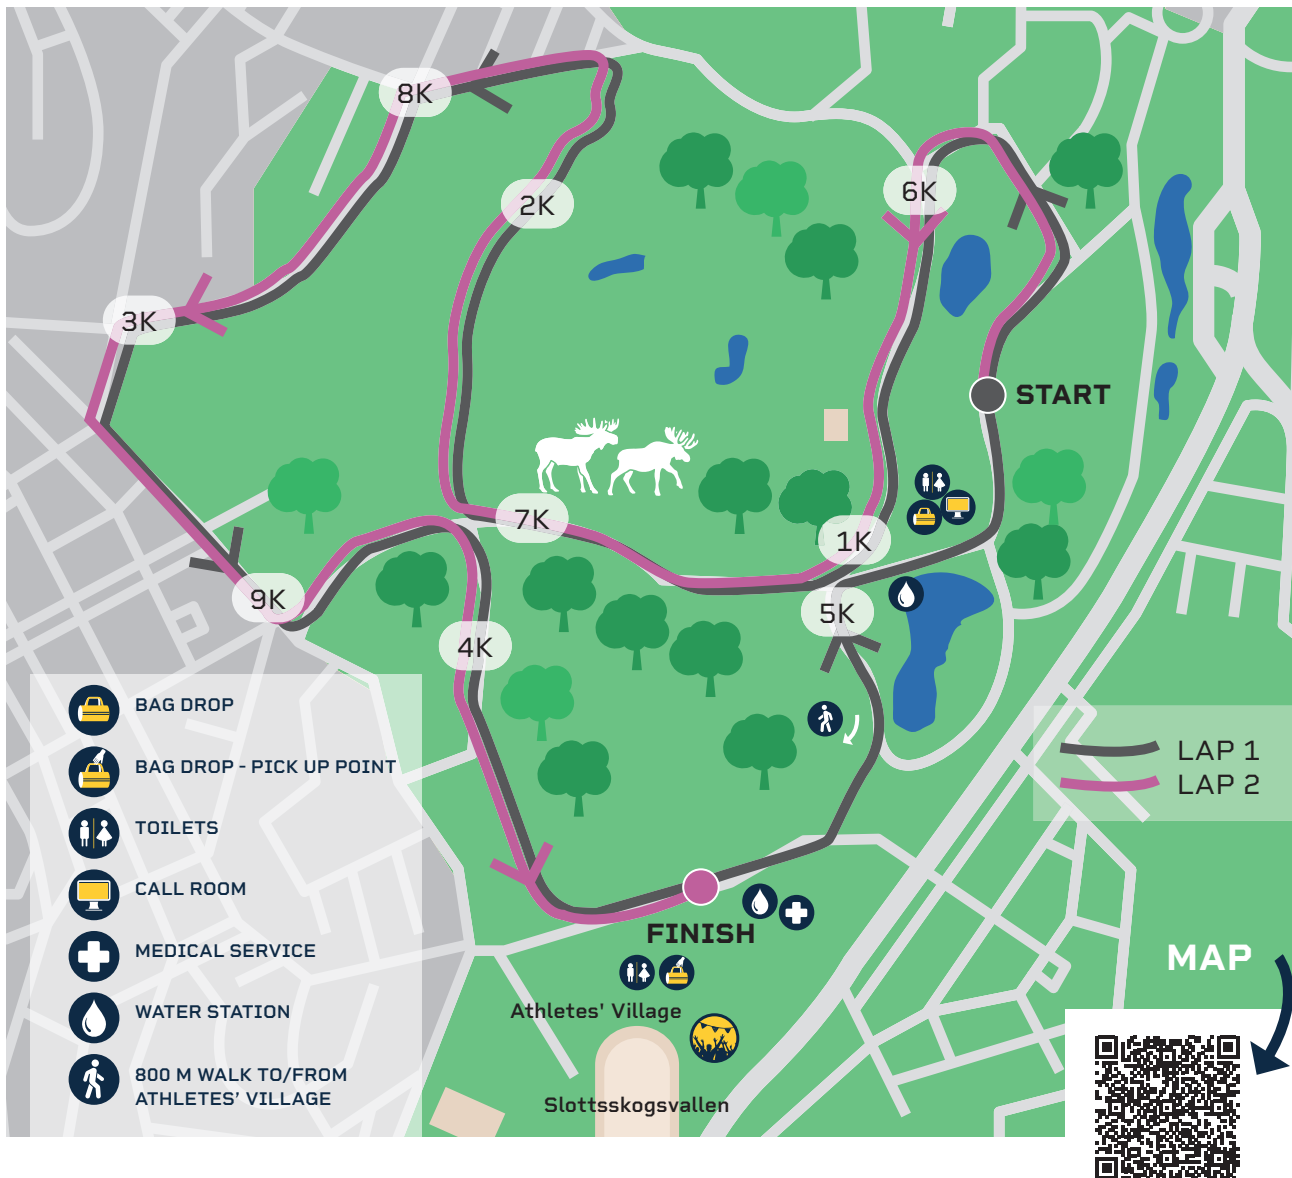 8K
2K
6K
3K
START
7K
1K
9K
5K
4K
BAG DROP
BAG DROP - PICK UP POINT
TOILETS
CALL ROOM
MEDICAL SERVICE
WATER STATION
800 M WALK TO/FROM
ATHLETES' VILLAGE
LAP 1
LAP 2
FINISH
Athletes' Village
Slottsskogsvallen
MAP